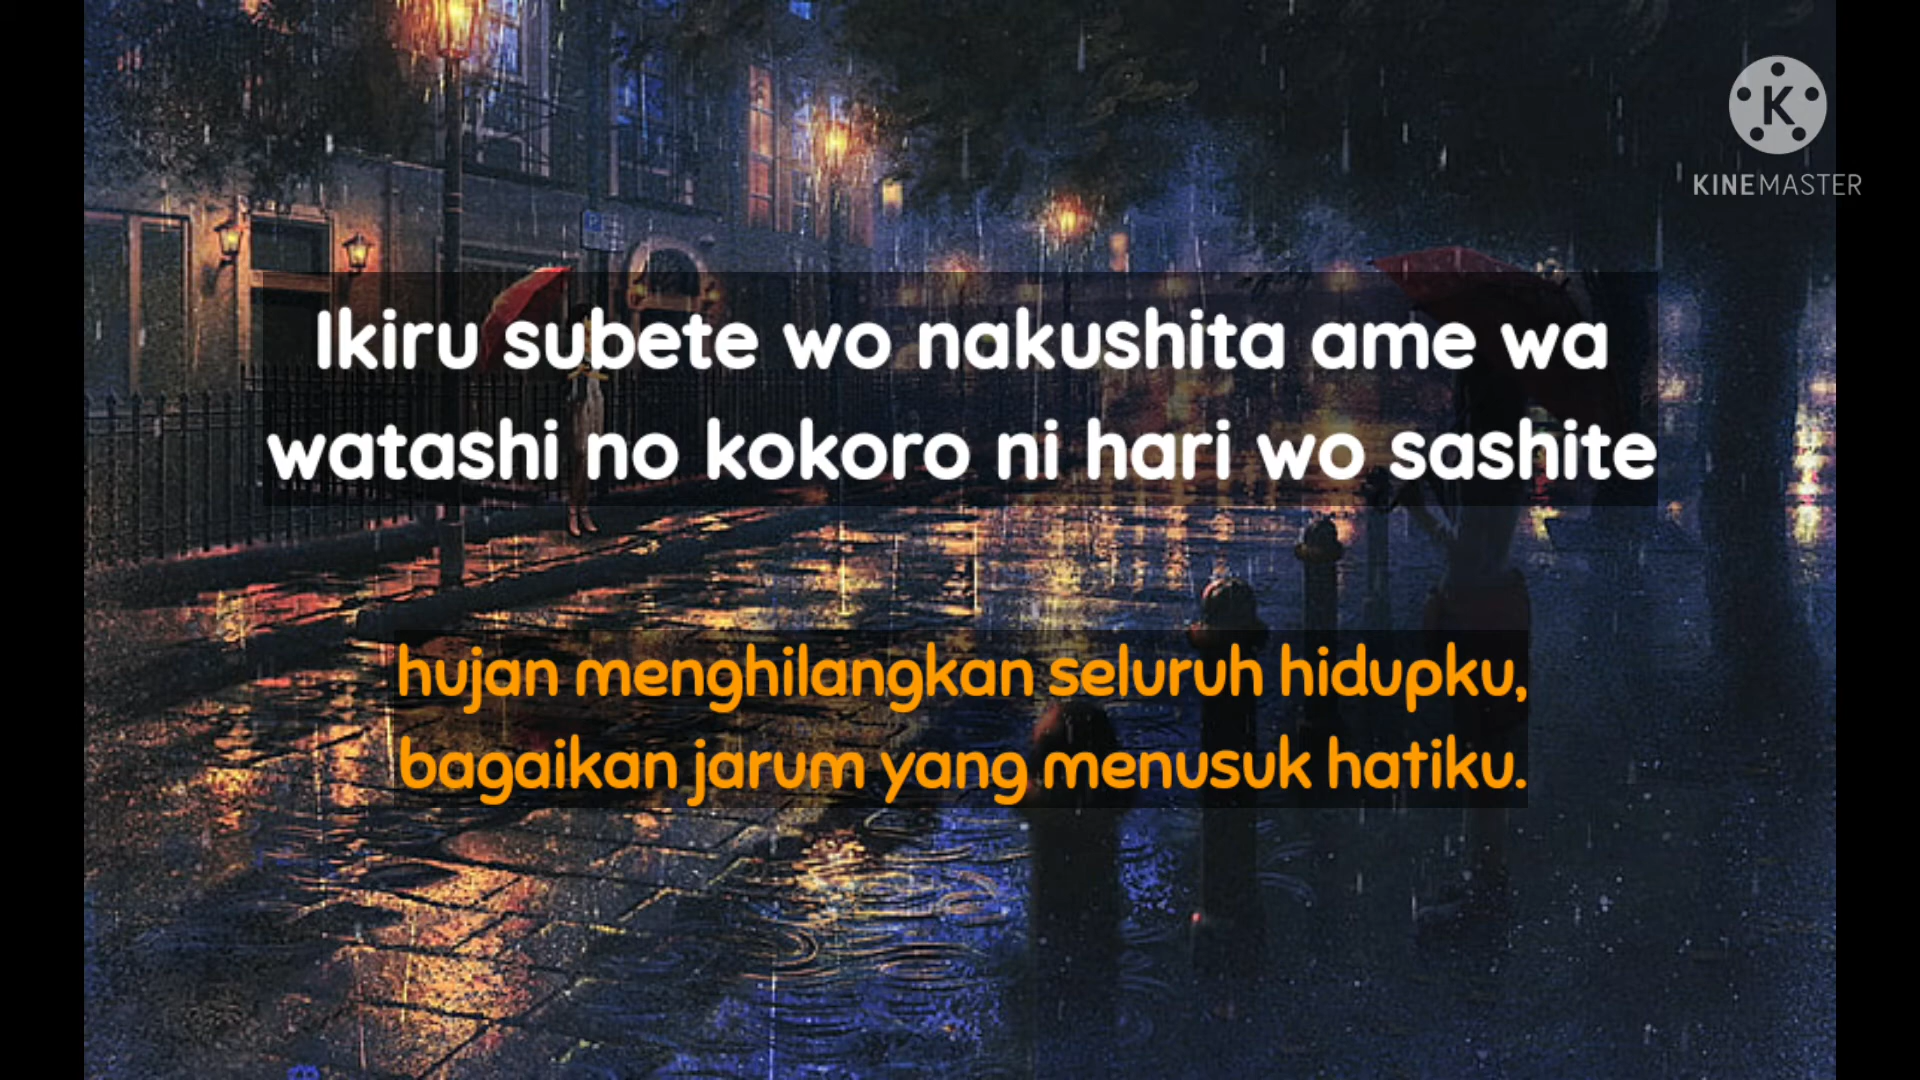 KINEMASTER
Ikiru subete wo nakushita ame wa
watashi no kokoro ni hari wo sashite
hujan menghilangkan seluruh hidupku,
bagaikan jarum yang menusuk hatiku.